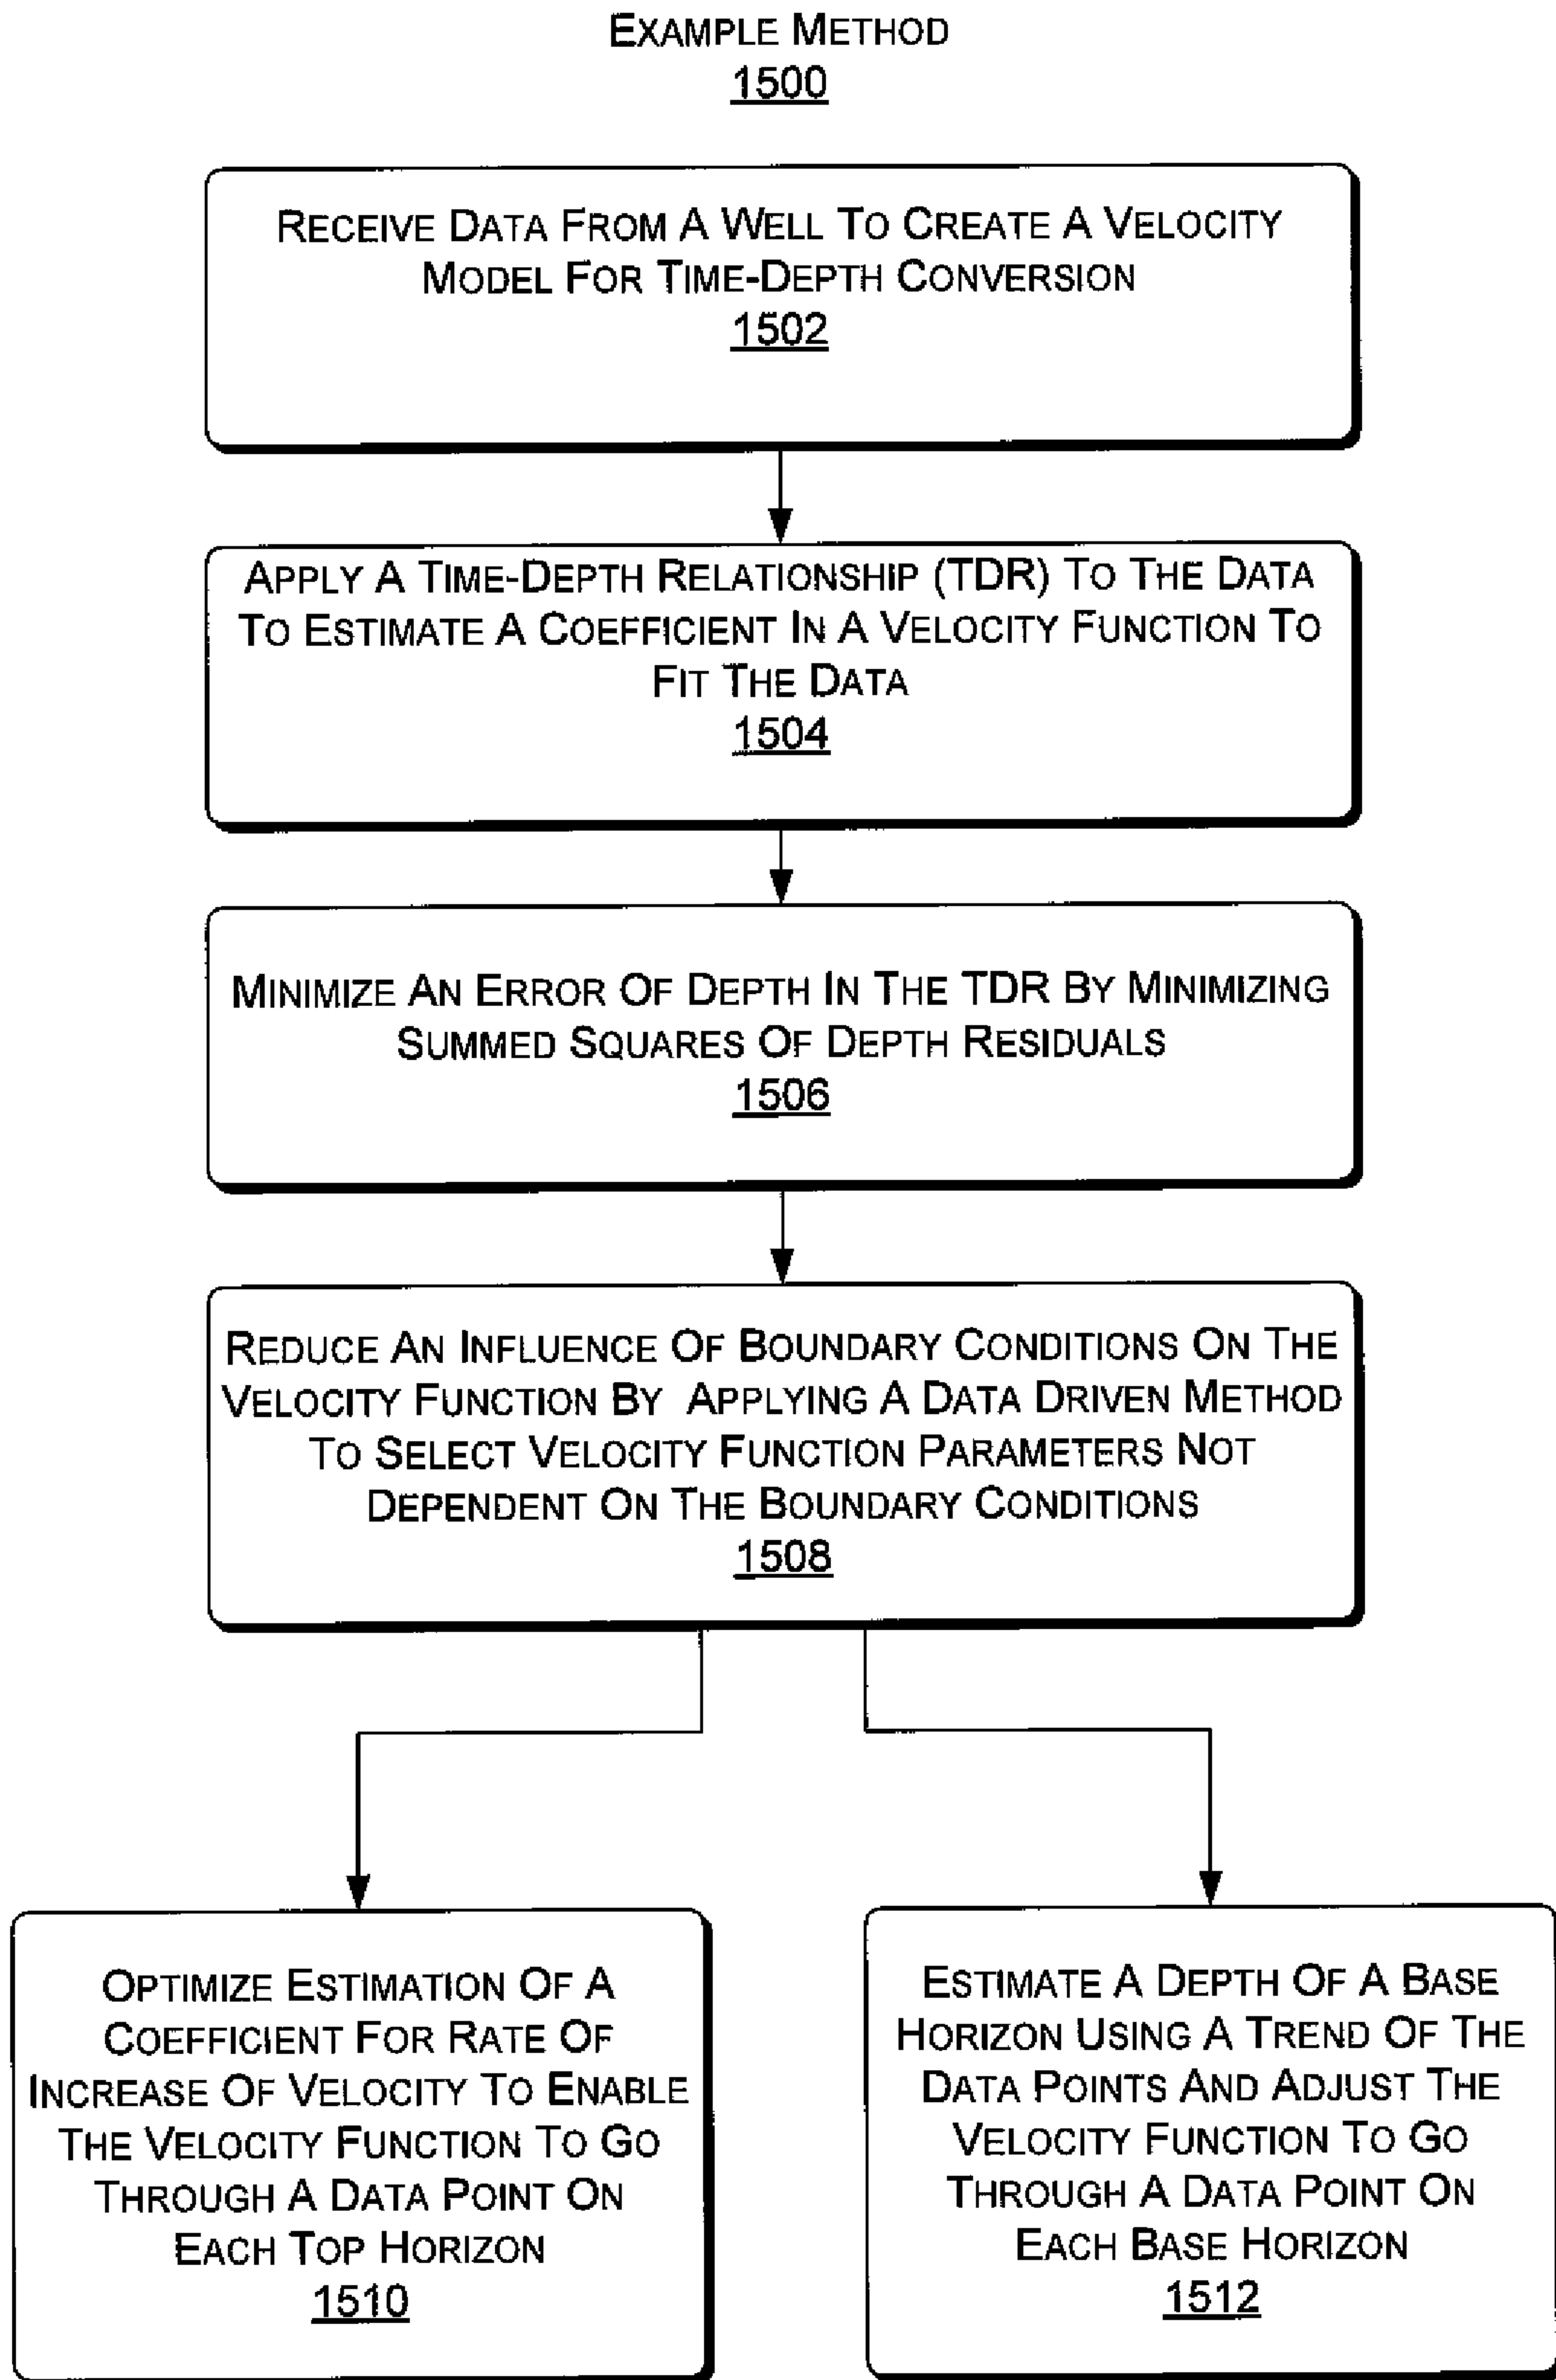 EXAMPLE METHOD
1500
RECEIVE DATA FROM A WELL TO CREATE A VELOCITY
MODEL FOR TIME-DEPTH CONVERSION
1502
APPLY A TIME-DEPTH RELATIONSHIP (TDR) TO THE DATA
TO ESTIMATE A COEFFICIENT IN A VELOCITY FUNCTION TO
FIT THE DATA
1504
MINIMIZE AN ERROR OF DEPTH IN THE TDR BY MINIMIZING
SUMMED SQUARES OF DEPTH RESIDUALS
1506
REDUCE AN INFLUENCE OF BOUNDARY CONDITIONS ON THE
VELOCITY FUNCTION BY APPLYING A DATA DRIVEN METHOD
TO SELECT VELOCITY FUNCTION PARAMETERS NOT
DEPENDENT ON THE BOUNDARY CONDITIONS
1508
OPTIMIZE ESTIMATION OF A
COEFFICIENT FOR RATE OF
INCREASE OF VELOCITY TO ENABLE
THE VELOCITY FUNCTION TO GO
THROUGH A DATA POINT ON
EACH TOP HORIZON
1510
ESTIMATE A DEPTH OF A BASE
HORIZON USING A TREND OF THE
DATA POINTS AND ADJUST THE
VELOCITY FUNCTION TO GO
THROUGH A DATA POINT ON
EACH BASE HORIZON
1512